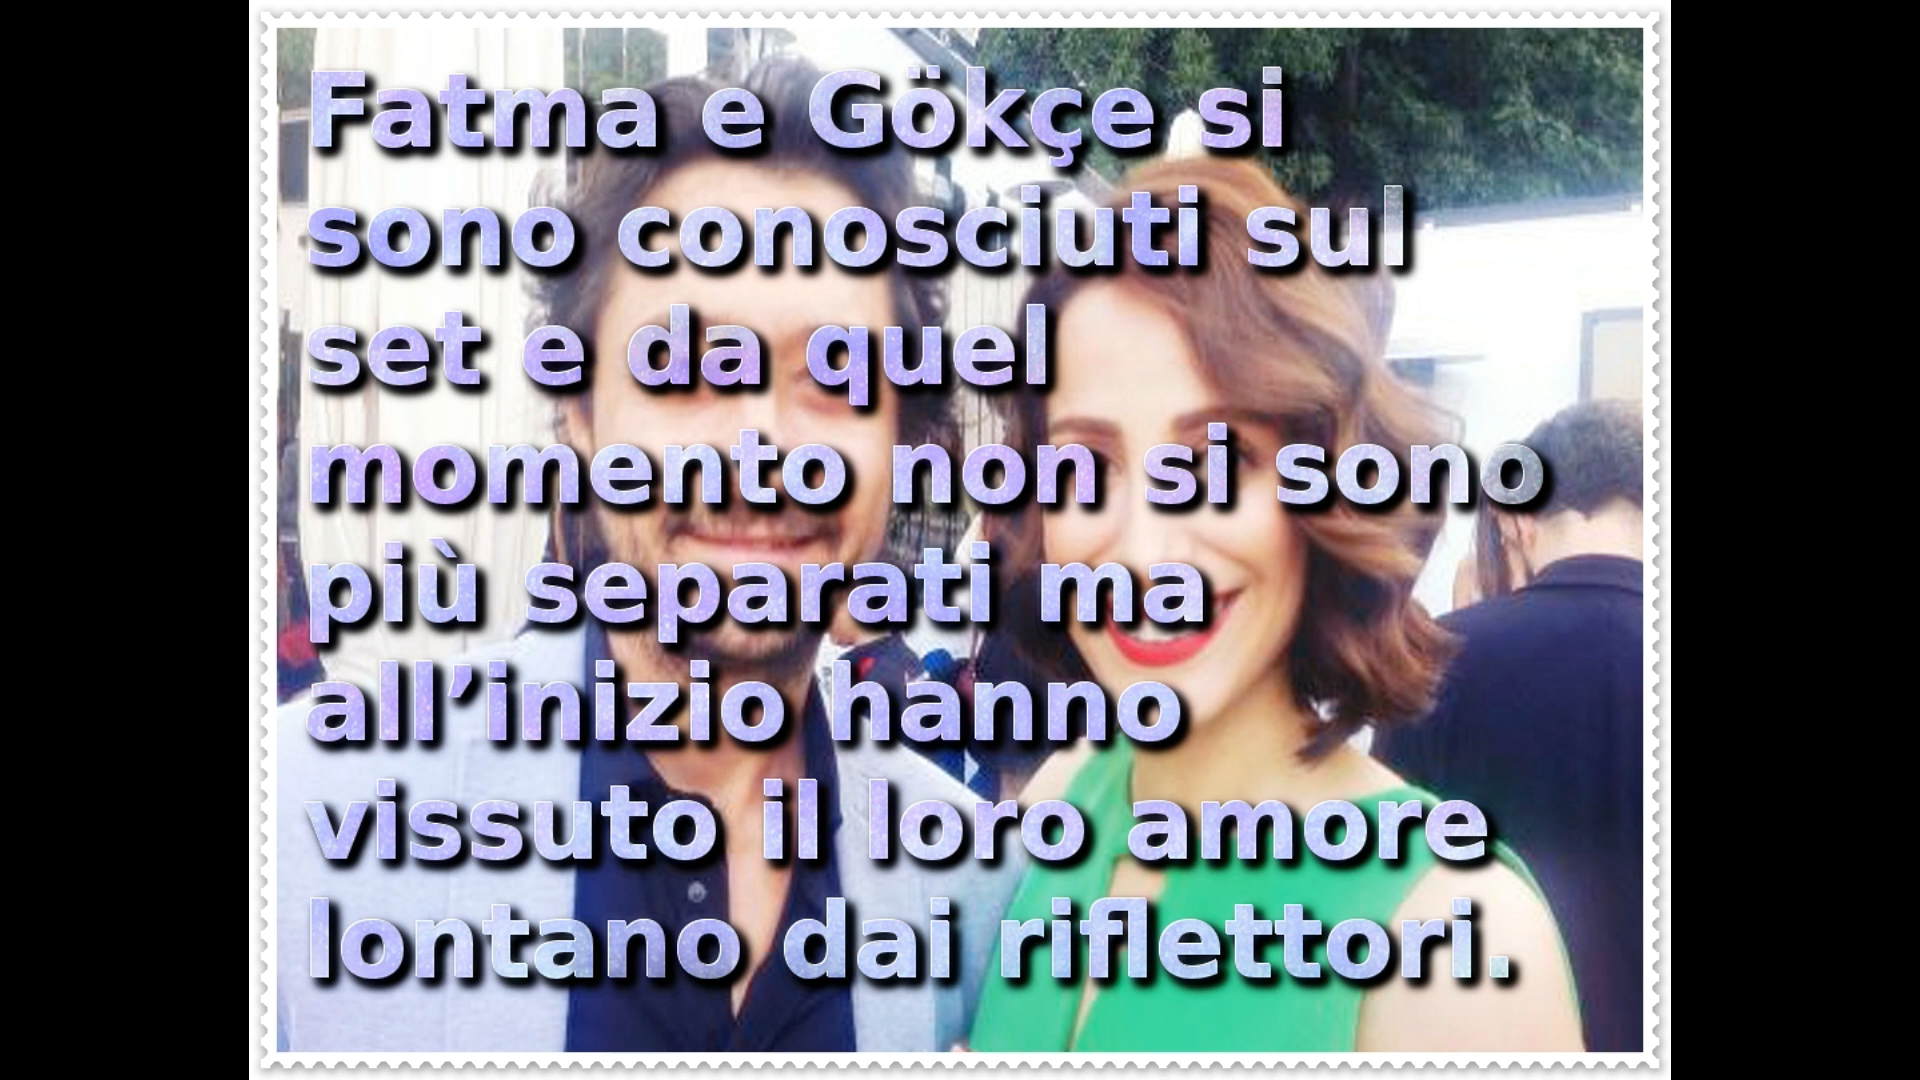 Fatma e Gökçe si
sono conosciuti sul
set e da quel
momento non si sono
più separati ma
all’inizio hanno
vissuto il loro amore
lontano dai riflettori.